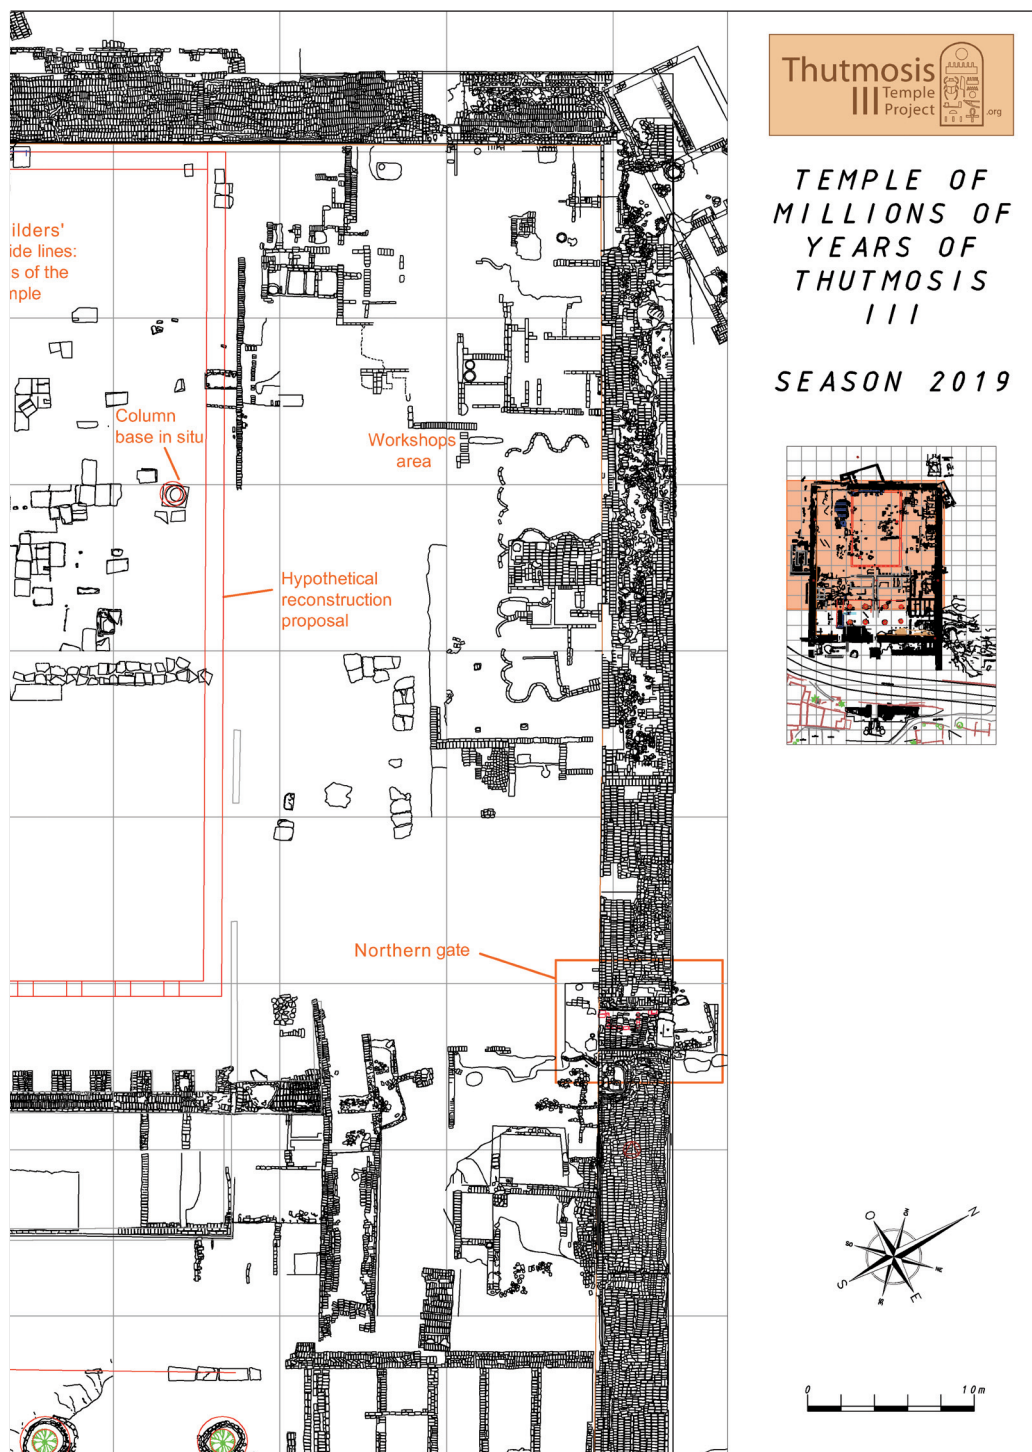 Thutmosis
III Temple
Project
.org
TEMPLE OF
MILLIONS OF
YEARS OF
THUTMOSIS
III
SEASON 2019
ilders'
ide lines:
s of the
mple
Column
base in situ
Workshops
area
Hypothetical
reconstruction
proposal
Northern gate
N
O
S
E
0 10m